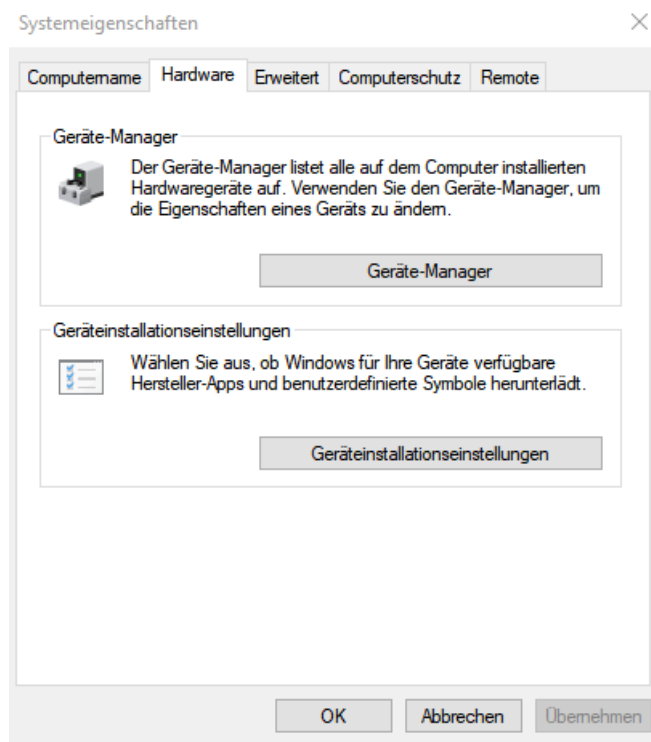 Systemeigenschaften
Computername Hardware Erweitert Computerschutz Remote
Geräte-Manager
Der Geräte-Manager listet alle auf dem Computer installierten
Hardwaregeräte auf. Verwenden Sie den Geräte-Manager, um
die Eigenschaften eines Geräts zu ändern.
Geräte-Manager
Geräteinstallationseinstellungen
Wählen Sie aus, ob Windows für Ihre Geräte verfügbare
Hersteller-Apps und benutzerdefinierte Symbole herunterlädt.
Geräteinstallationseinstellungen
OK Abbrechen Übernehmen